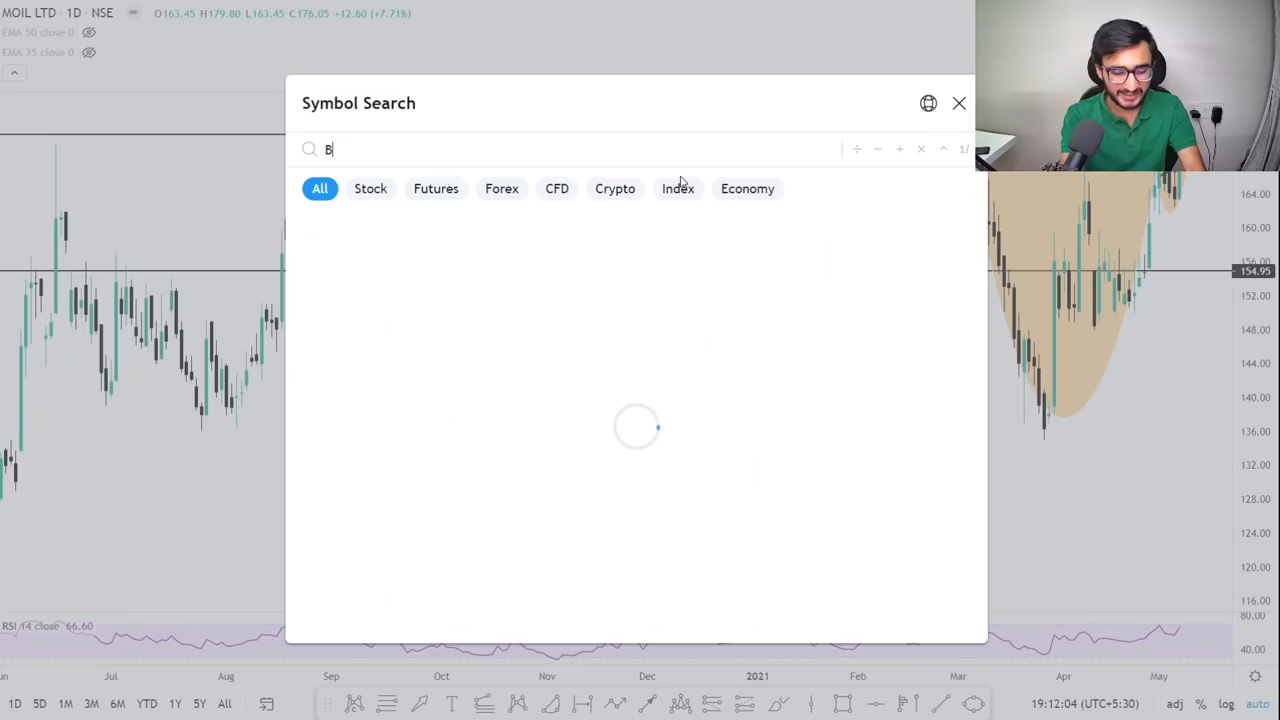 MOIL LTD · 1D · NSE
O163.45 H179.80 L163.45 C176.05 +12.60 (+7.71%)
EMA 50 close 0
EMA 35 close 0
Symbol Search
B
÷ − + × ^ 1/
All Stock Futures Forex CFD Crypto Index Economy
164.00
160.00
156.00
154.95
152.00
148.00
144.00
140.00
136.00
132.00
128.00
124.00
120.00
116.00
RSI 14 close 66.60
80.00
40.00
Jul Aug Sep Oct Nov Dec 2021 Feb Mar Apr May
1D 5D 1M 3M 6M YTD 1Y 5Y All
19:12:04 (UTC+5:30) adj % log auto